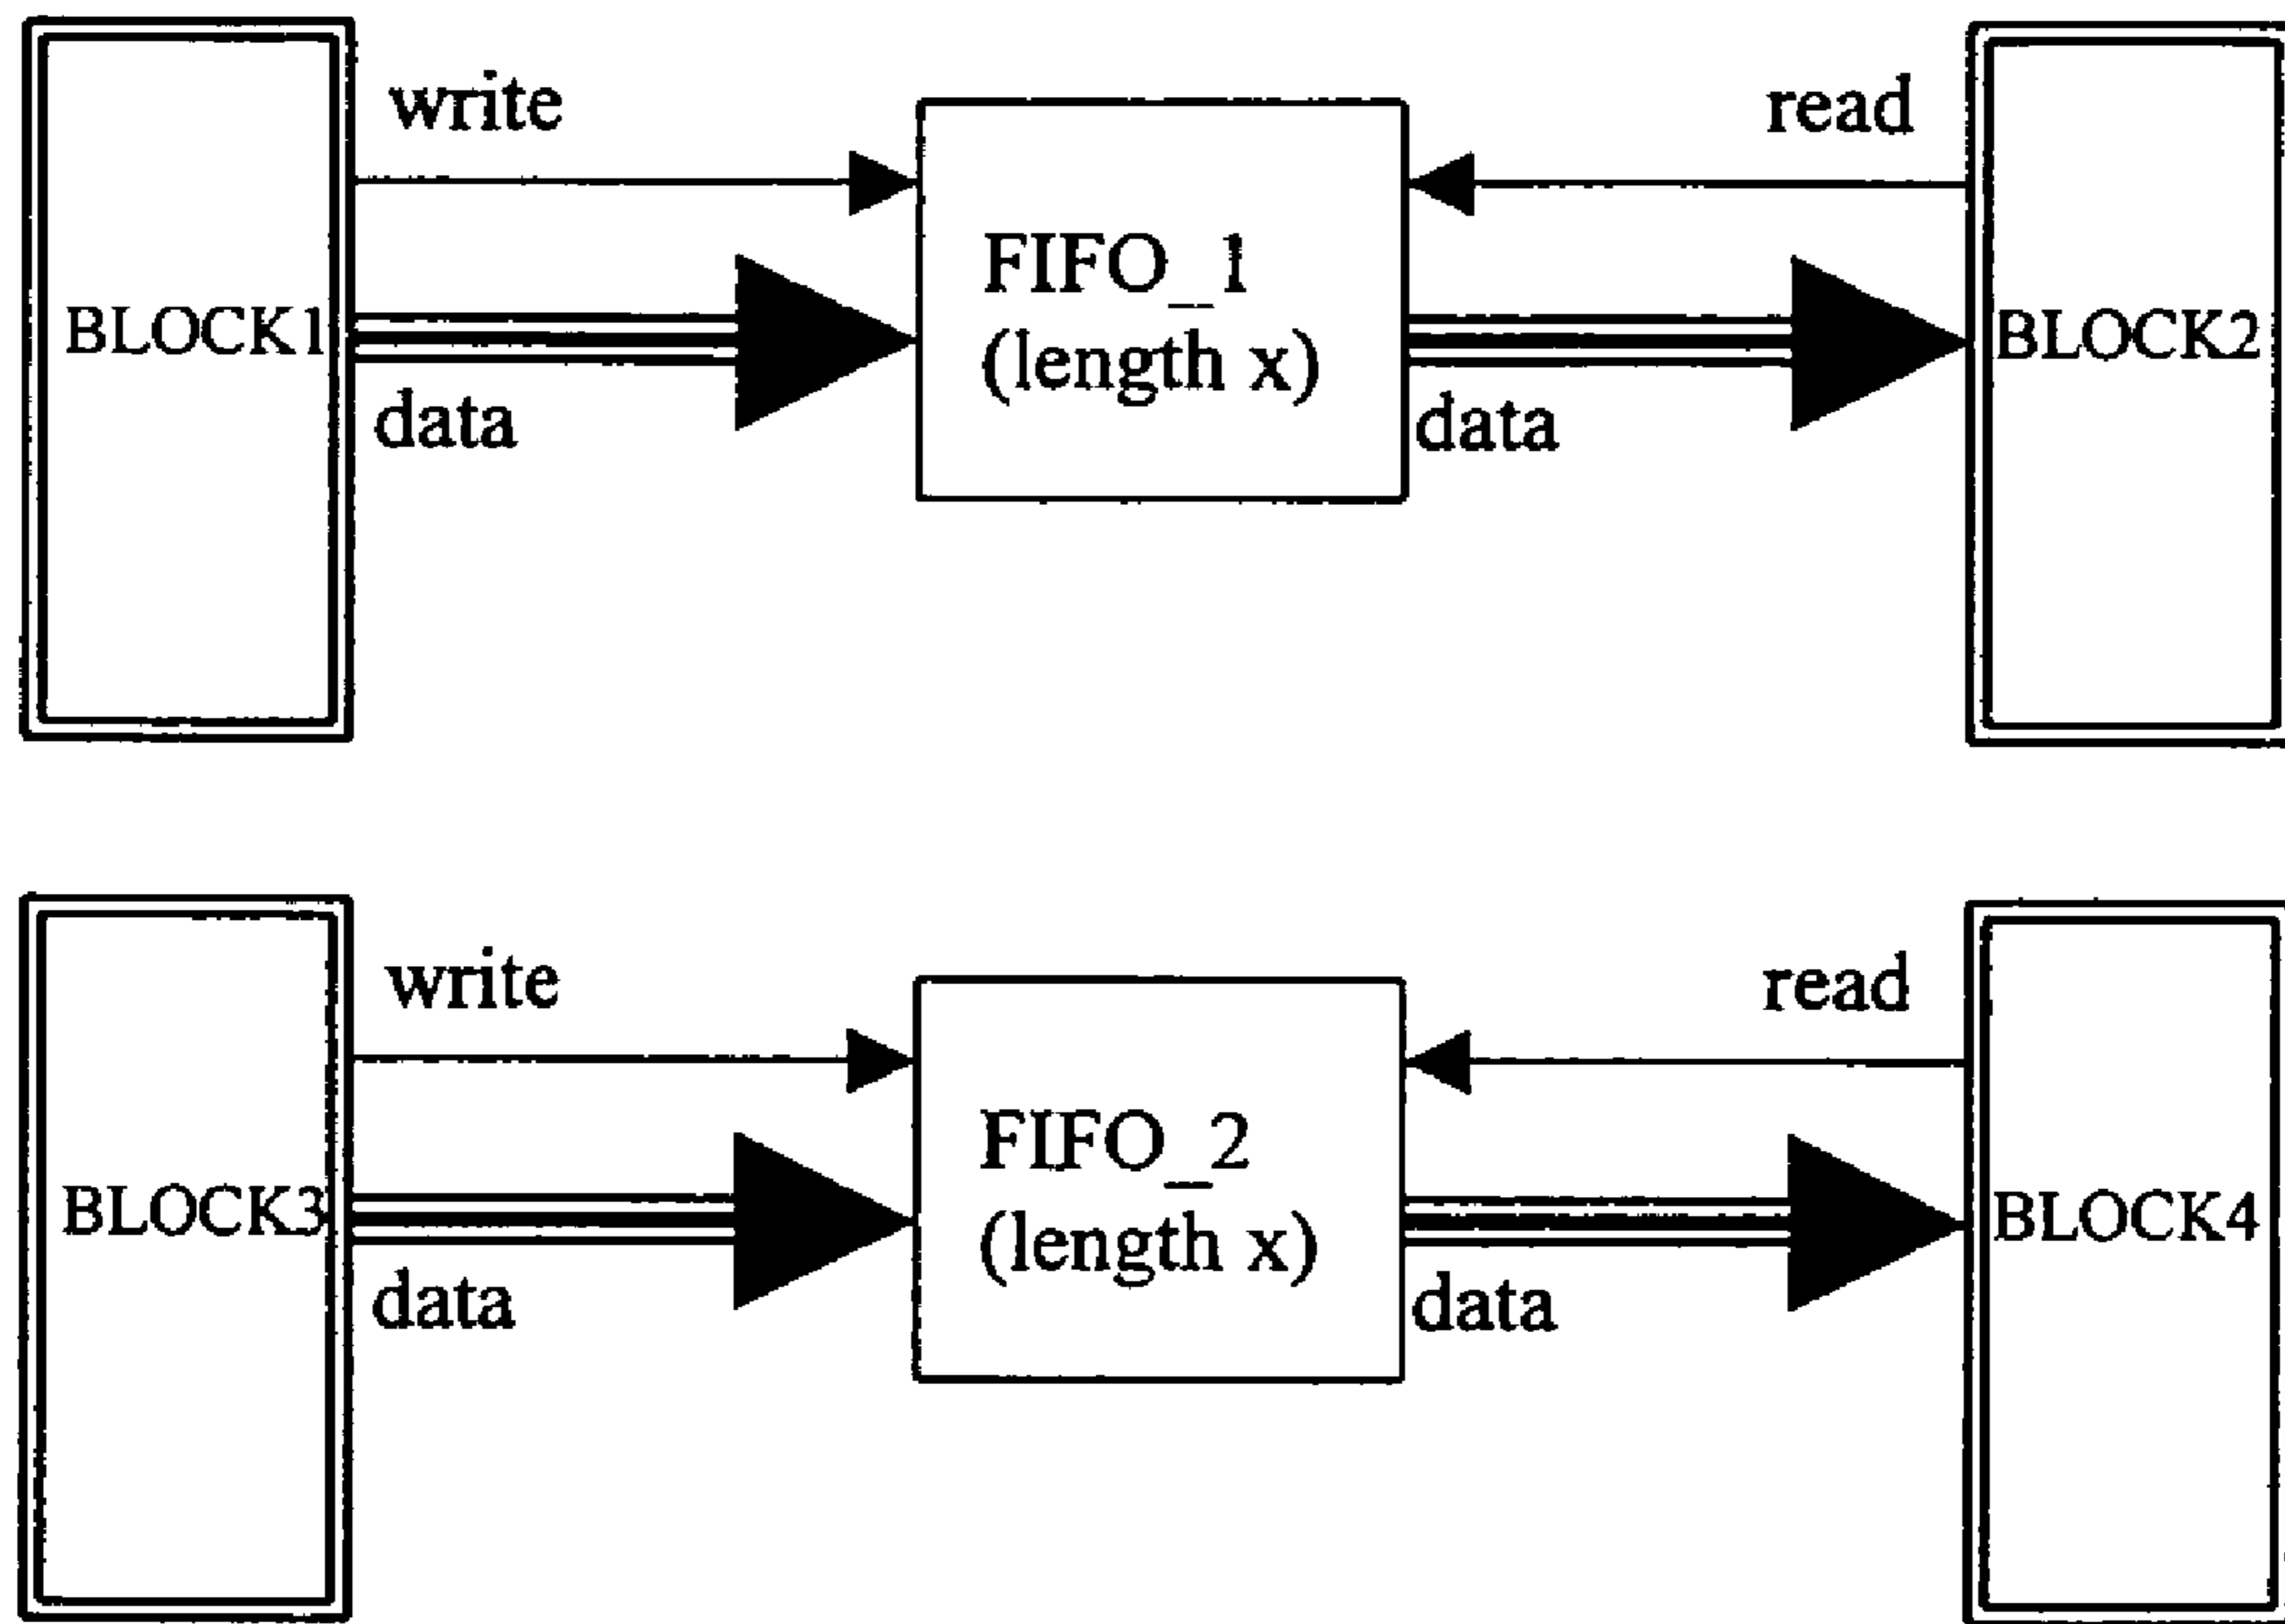 write
read
BLOCK1
FIFO_1
(length x)
BLOCK2
data
data
write
read
BLOCK3
FIFO_2
(length x)
BLOCK4
data
data